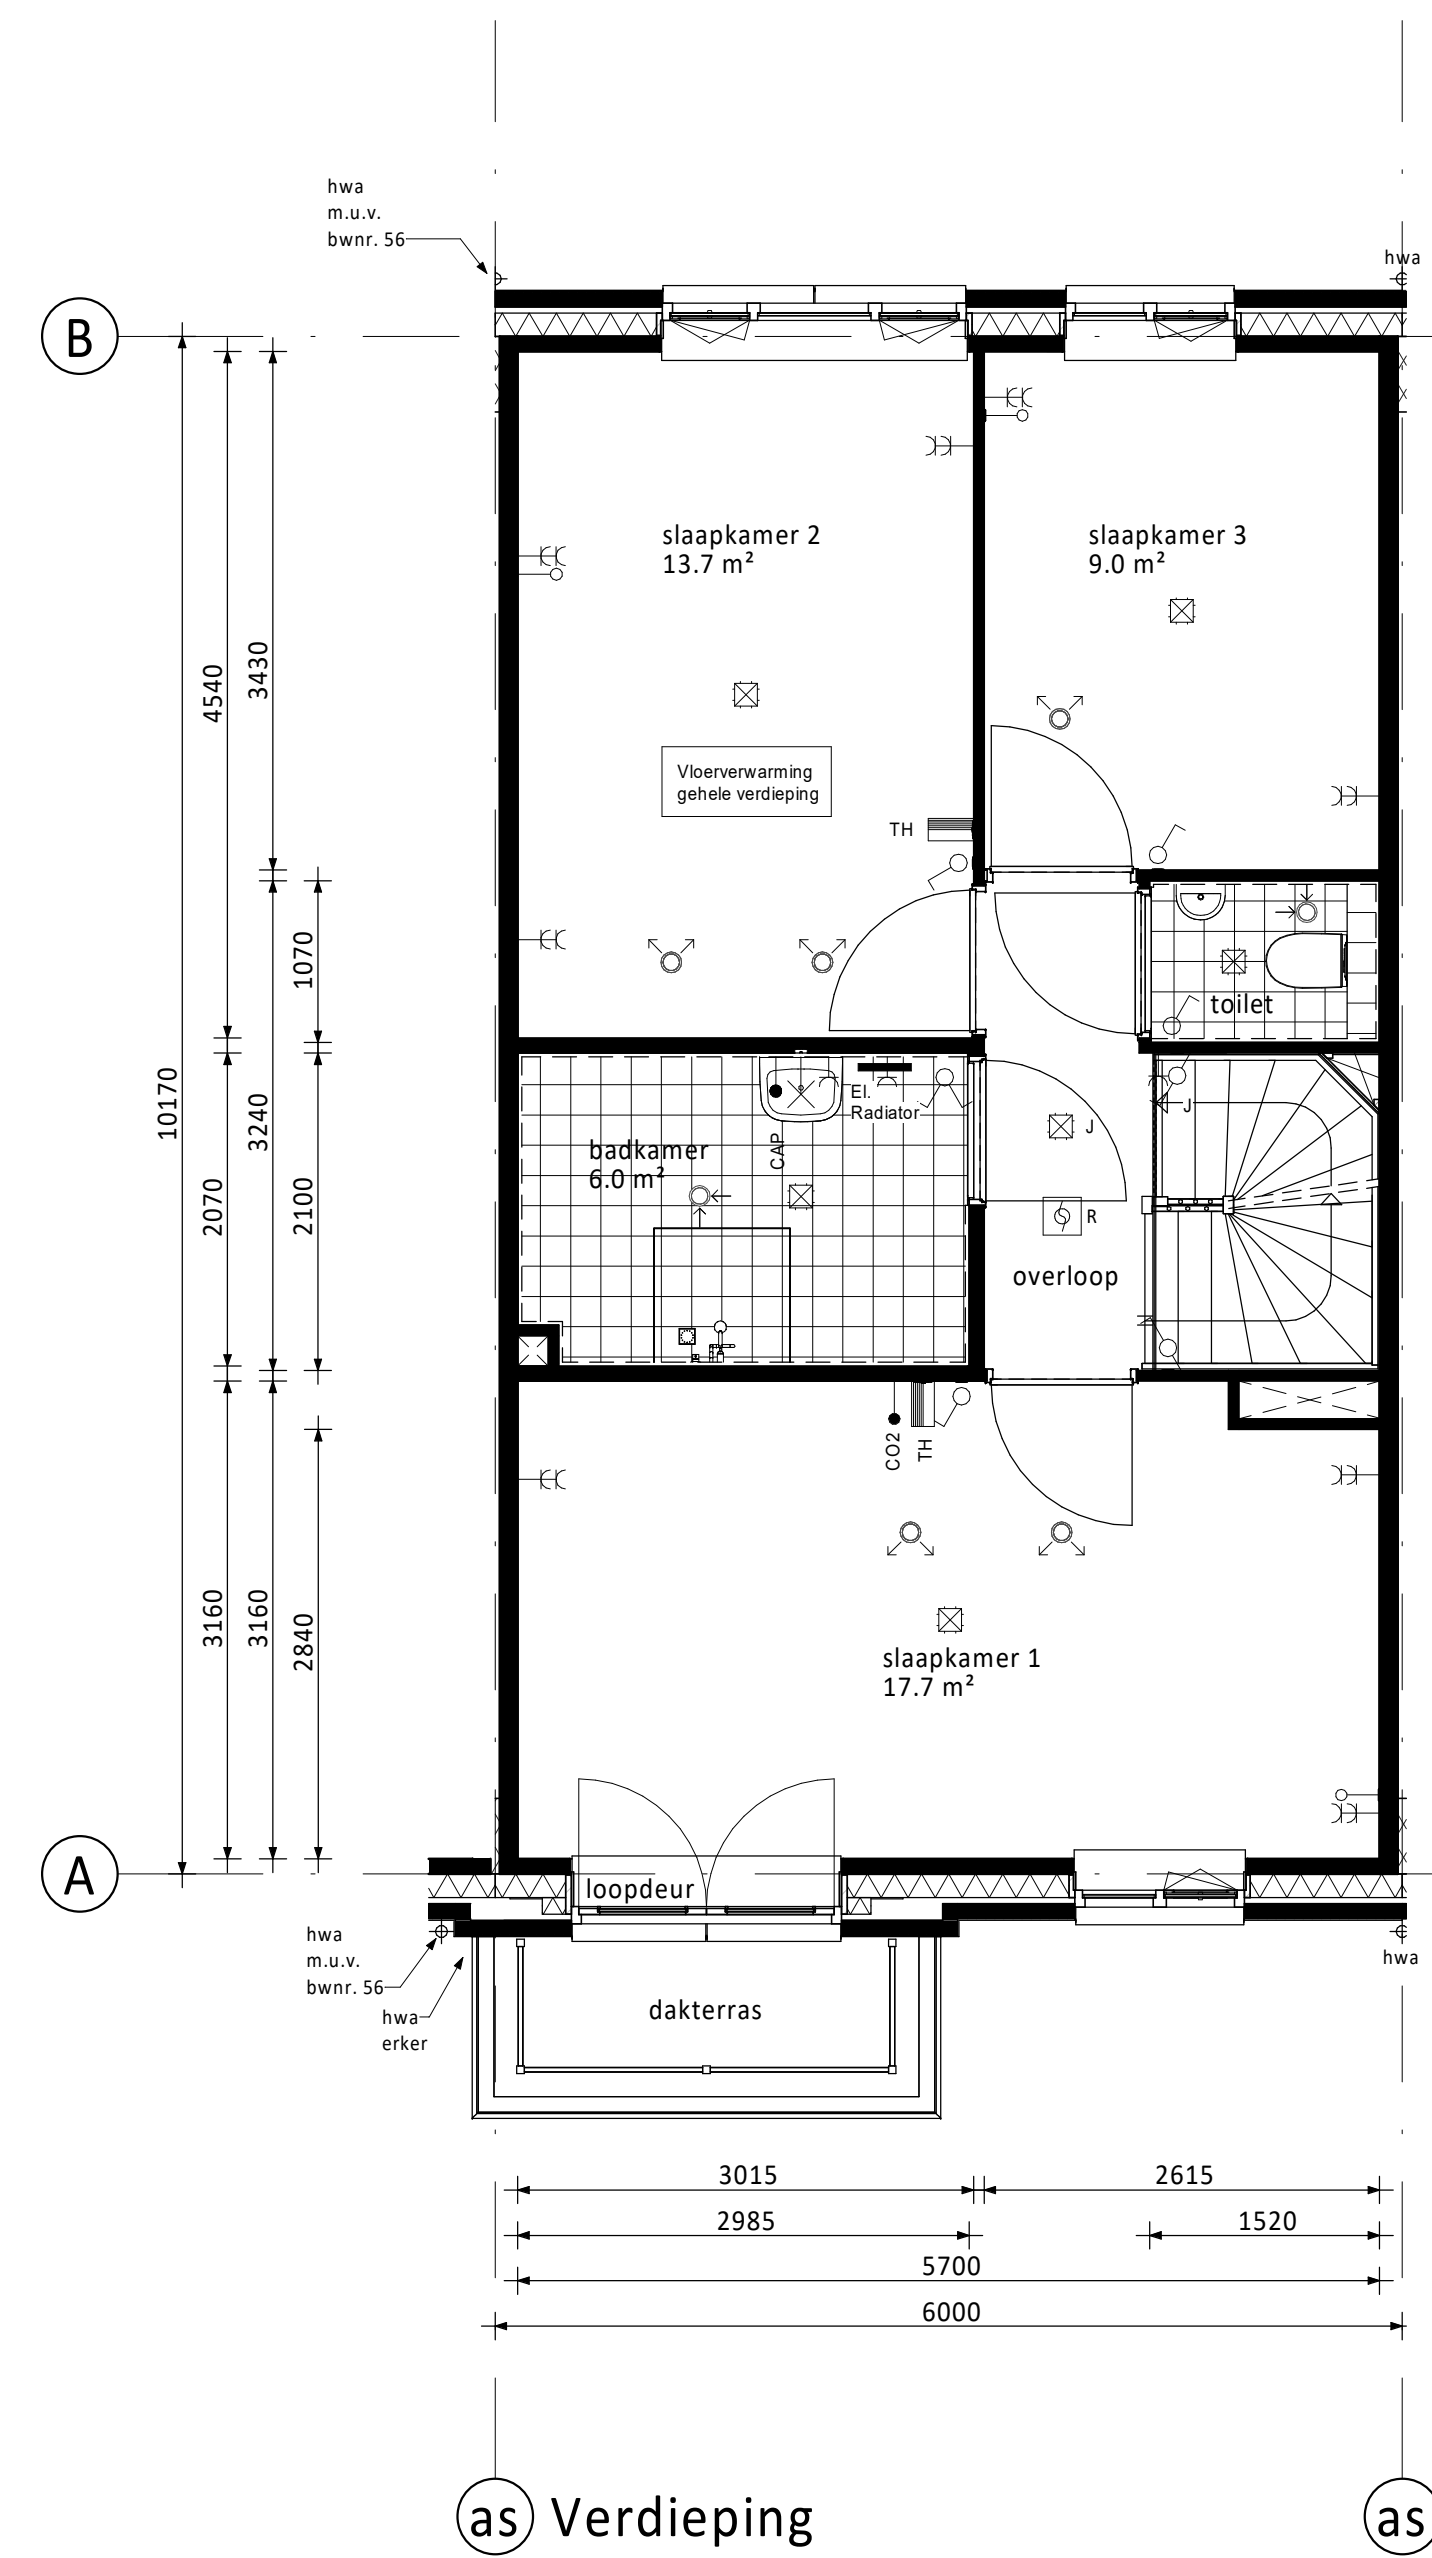 hwa
m.u.v.
bwnr. 56
hwa
B
slaapkamer 2
13.7 m²
slaapkamer 3
9.0 m²
4540
3430
Vloerverwarming
gehele verdieping
TH
1070
toilet
10170
3240
2070
2100
El.
Radiator
CAP
badkamer
6.0 m²
J
J
R
overloop
CO2
TH
3160
3160
2840
slaapkamer 1
17.7 m²
A
loopdeur
hwa
m.u.v.
bwnr. 56
hwa
erker
hwa
dakterras
3015
2615
2985
1520
5700
6000
as
Verdieping
as